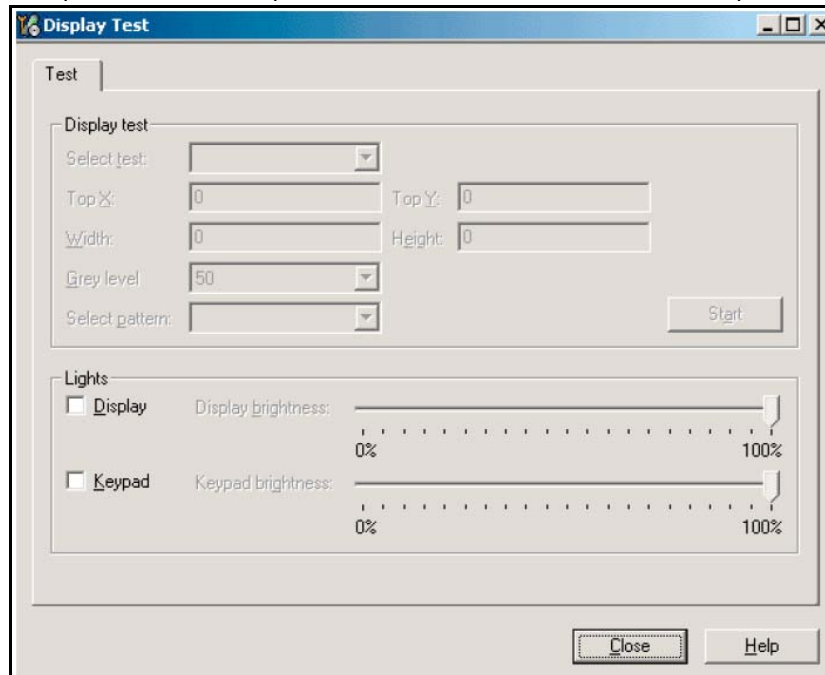 Display Test
Test
Display test
Select test:
Top X: 0 Top Y: 0
Width: 0 Height: 0
Grey level 50
Select pattern: Start
Lights
Display Display brightness:
0% 100%
Keypad Keypad brightness:
0% 100%
Close Help